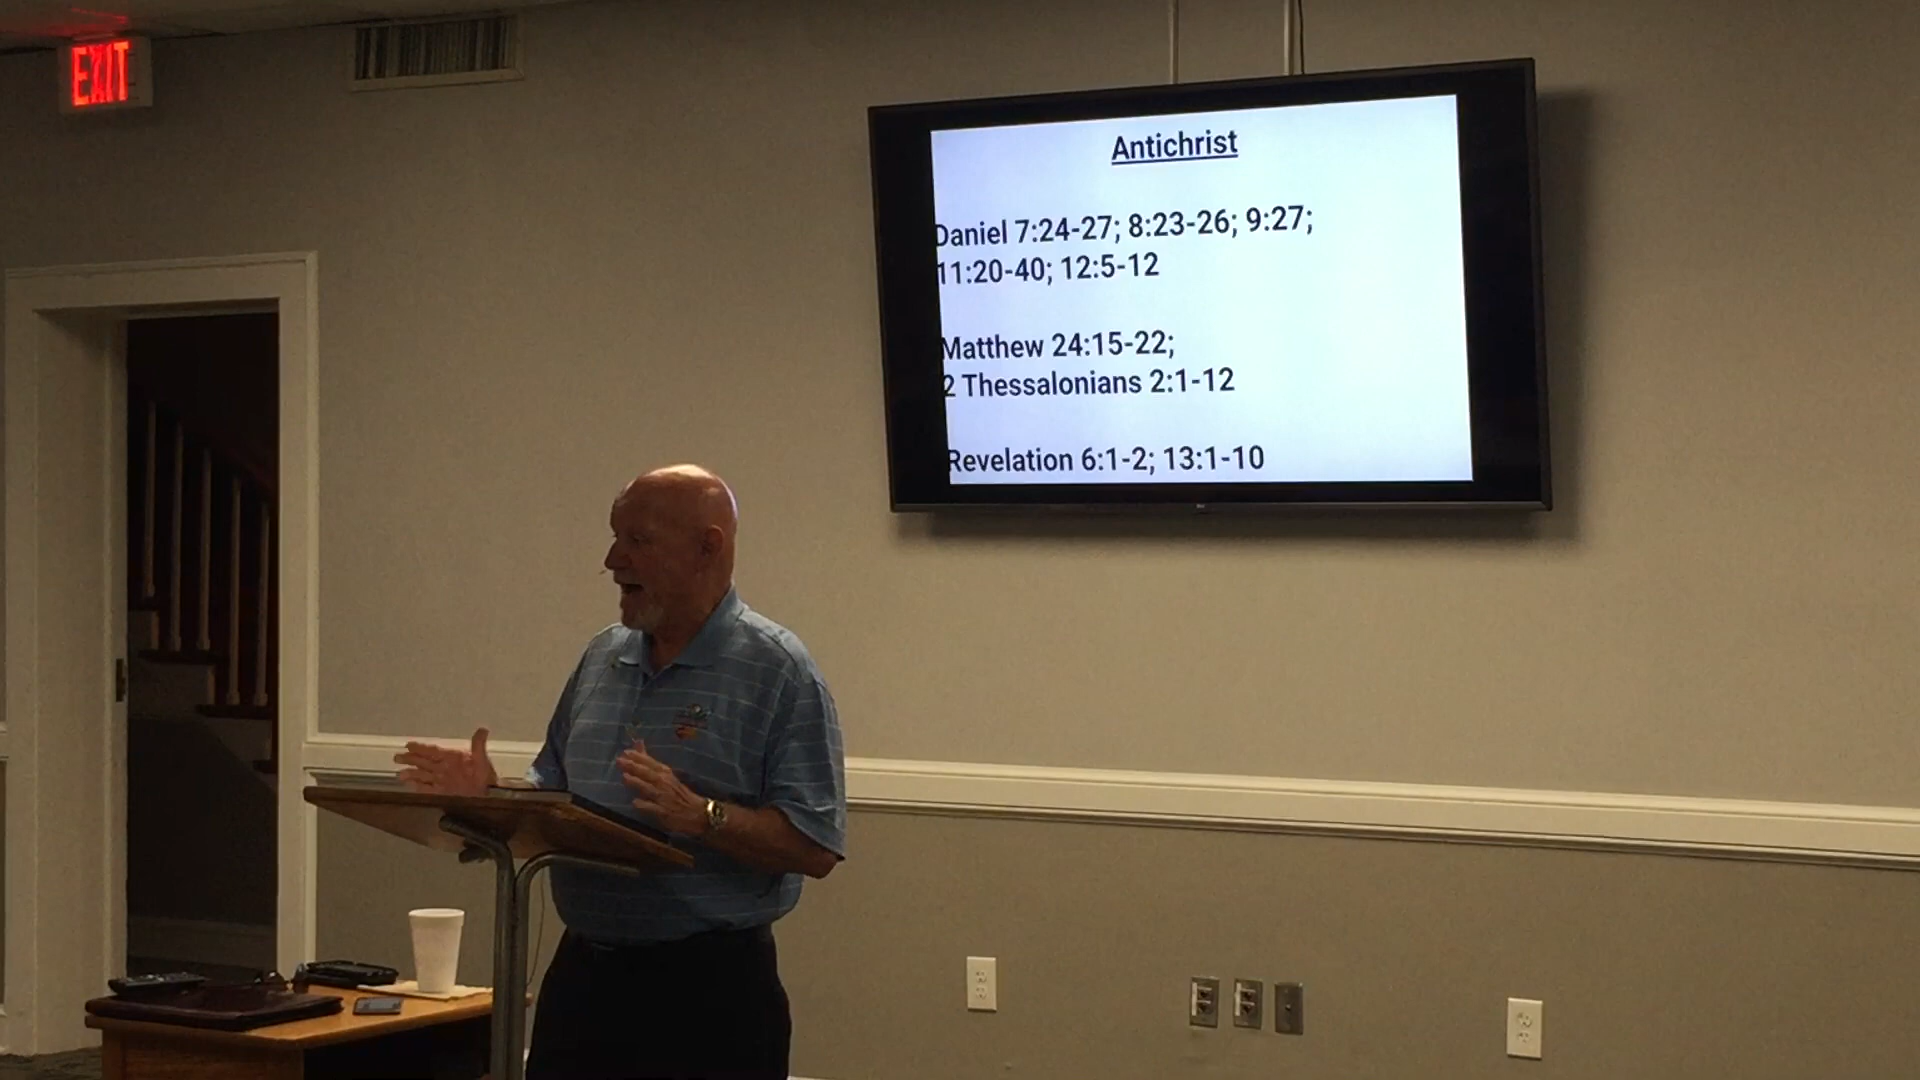 EXIT
Antichrist
Daniel 7:24-27; 8:23-26; 9:27;
11:20-40; 12:5-12
Matthew 24:15-22;
2 Thessalonians 2:1-12
Revelation 6:1-2; 13:1-10